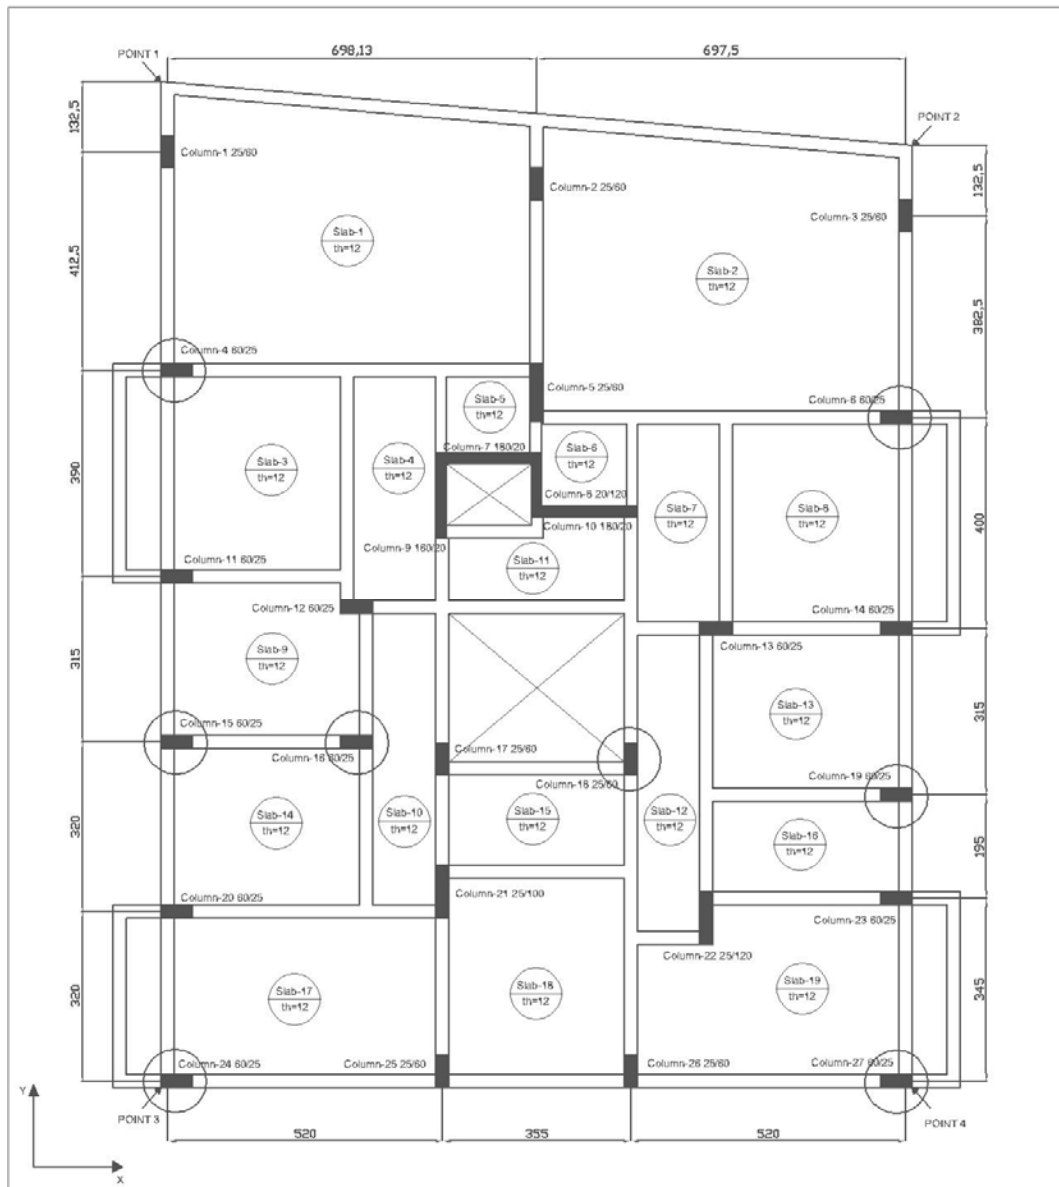 698,13
697,5
POINT 1
POINT 2
132,5
132,5
Column-1 25/60
Column-2 25/60
Column-3 25/60
Slab-1
th=12
412,5
Slab-2
th=12
382,5
Column-4 60/25
Column-5 25/60
Column-6 60/25
Slab-5
th=12
Column-7 180/20
Slab-6
th=12
390
Slab-3
th=12
Slab-4
th=12
Column-8 20/120
Slab-7
th=12
Slab-8
th=12
400
Column-10 180/20
Column-9 160/20
Column-11 60/25
Slab-11
th=12
Column-12 60/25
Column-14 60/25
Column-13 60/25
315
Slab-9
th=12
Slab-13
th=12
315
Column-15 60/25
Column-16 60/25
Column-17 25/60
Column-18 25/60
Column-19 60/25
320
Slab-14
th=12
Slab-10
th=12
Slab-15
th=12
Slab-12
th=12
Slab-16
th=12
195
Column-20 60/25
Column-21 25/100
Column-23 60/25
Column-22 25/120
320
Slab-17
th=12
Slab-18
th=12
Slab-19
th=12
345
Column-24 60/25
Column-25 25/60
Column-26 25/60
Column-27 60/25
Y
X
POINT 3
POINT 4
520
355
520